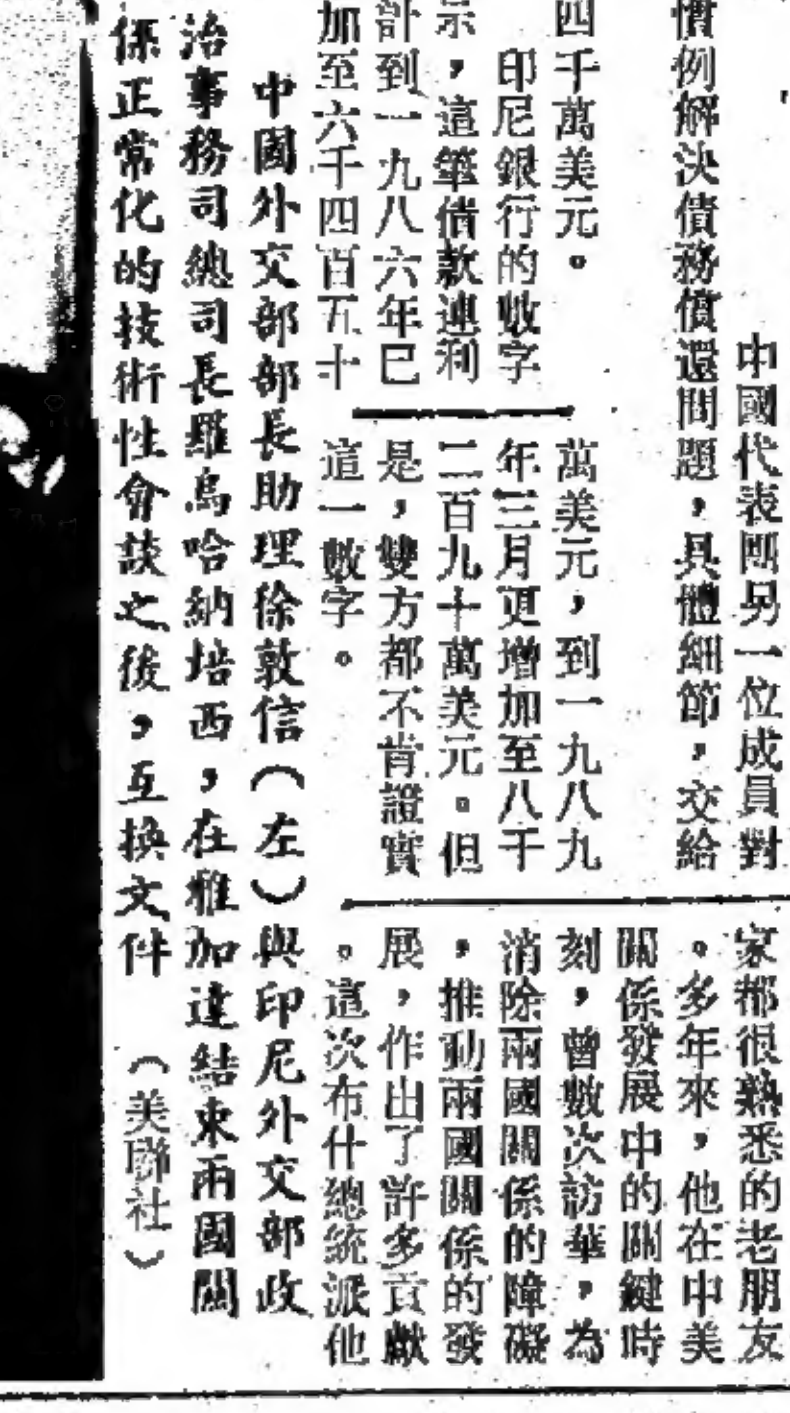 中國代表團另一位成員對
慣例解決債務償還問題，具體細節，交給
四千萬美元。
印尼銀行的數字
示，這筆借款連利
計到一九八六年已
加至六千四百五十
萬美元，到一九八九
年三月更增加至八千
二百九十萬美元。但
是，雙方都不肯證實
這一數字。
家都很熟悉的老朋友
。多年來，他在中美
關係發展中的關鍵時
刻，曾數次訪華，為
消除兩國關係的障礙
，推動兩國關係的發
展，作出了許多貢獻
。這次布什總統派他
中國外交部部長助理徐敦信（左）與印尼外交部政
治事務司總司長羅烏哈納培西，在雅加達結束兩國關
係正常化的技術性會談之後，互換文件
（美聯社）